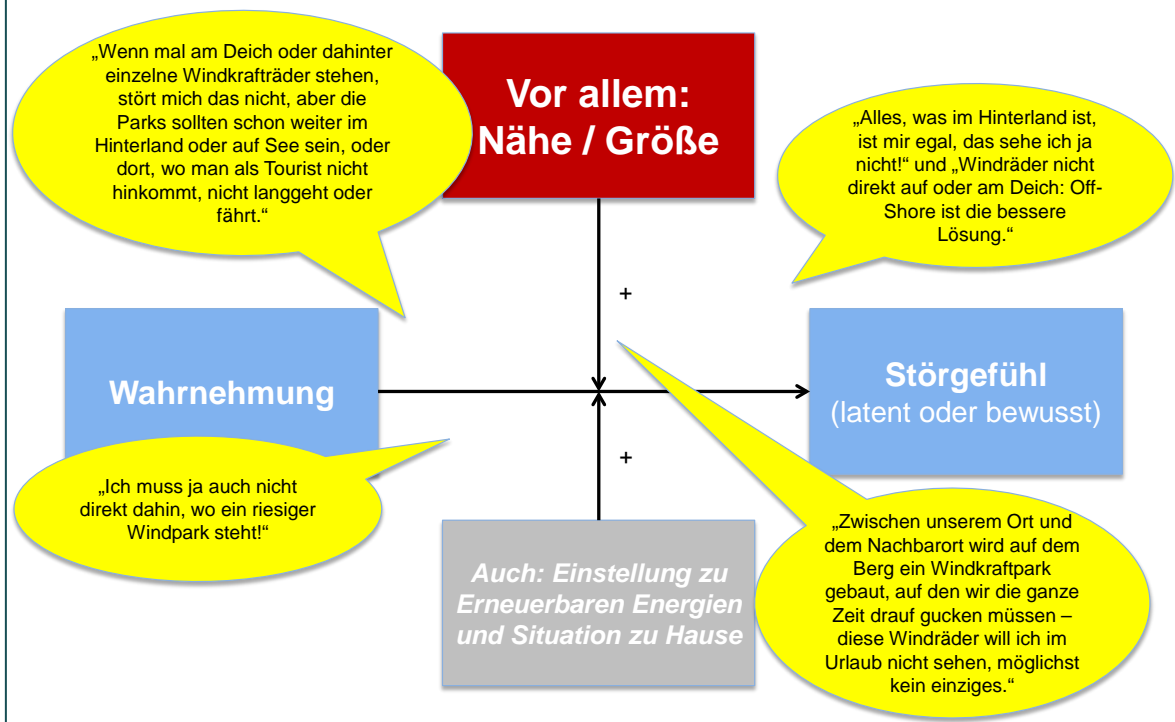 „Wenn mal am Deich oder dahinter
einzelne Windkrafträder stehen,
stört mich das nicht, aber die
Parks sollten schon weiter im
Hinterland oder auf See sein, oder
dort, wo man als Tourist nicht
hinkommt, nicht langgeht oder
fährt.“
Vor allem:
Nähe / Größe
„Alles, was im Hinterland ist,
ist mir egal, das sehe ich ja
nicht!“ und „Windräder nicht
direkt auf oder am Deich: Off-
Shore ist die bessere
Lösung.“
+
Wahrnehmung
Störgefühl
(latent oder bewusst)
+
„Ich muss ja auch nicht
direkt dahin, wo ein riesiger
Windpark steht!“
Auch: Einstellung zu
Erneuerbaren Energien
und Situation zu Hause
„Zwischen unserem Ort und
dem Nachbarort wird auf dem
Berg ein Windkraftpark
gebaut, auf den wir die ganze
Zeit drauf gucken müssen –
diese Windräder will ich im
Urlaub nicht sehen, möglichst
kein einziges.“